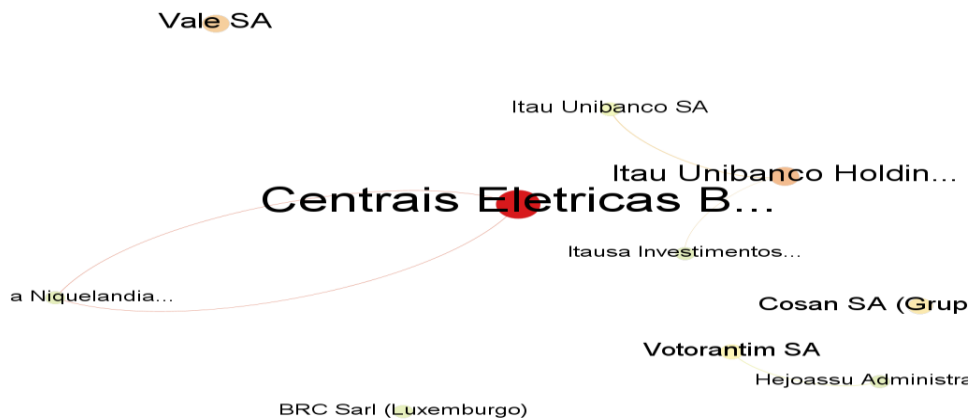 Vale SA
Itau Unibanco SA
Itau Unibanco Holdin...
Centrais Eletricas B...
Itausa Investimentos...
a Niquelandia...
Cosan SA (Grup
Votorantim SA
Hejoassu Administra
BRC Sarl (Luxemburgo)